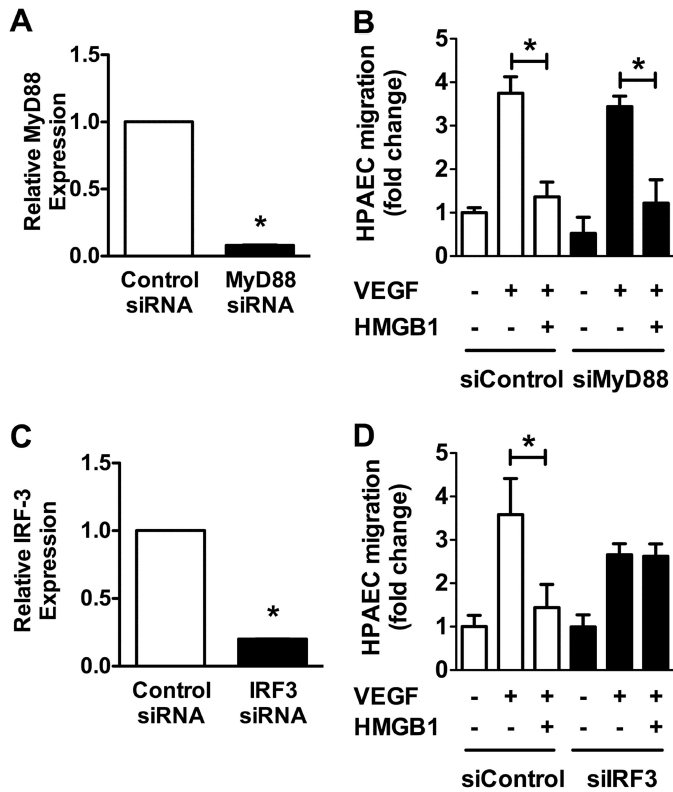 A
Relative MyD88
Expression
1.5
1.0
0.5
0.0
*
Control
siRNA
MyD88
siRNA
B
HPAEC migration
(fold change)
5
4
3
2
1
0
*
*
VEGF - + + - + +
HMGB1 - - + - - +
siControl siMyD88
C
Relative IRF-3
Expression
1.5
1.0
0.5
0.0
*
Control
siRNA
IRF3
siRNA
D
HPAEC migration
(fold change)
5
4
3
2
1
0
*
VEGF - + + - + +
HMGB1 - - + - - +
siControl siIRF3